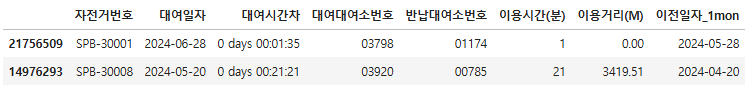 자전거번호 대여일자 대여시간차 대여대여소번호 반납대여소번호 이용시간(분) 이용거리(M) 이전일자_1mon
21756509 SPB-30001 2024-06-28 0 days 00:01:35 03798 01174 1 0.00 2024-05-28
14976293 SPB-30008 2024-05-20 0 days 00:21:21 03920 00785 21 3419.51 2024-04-20